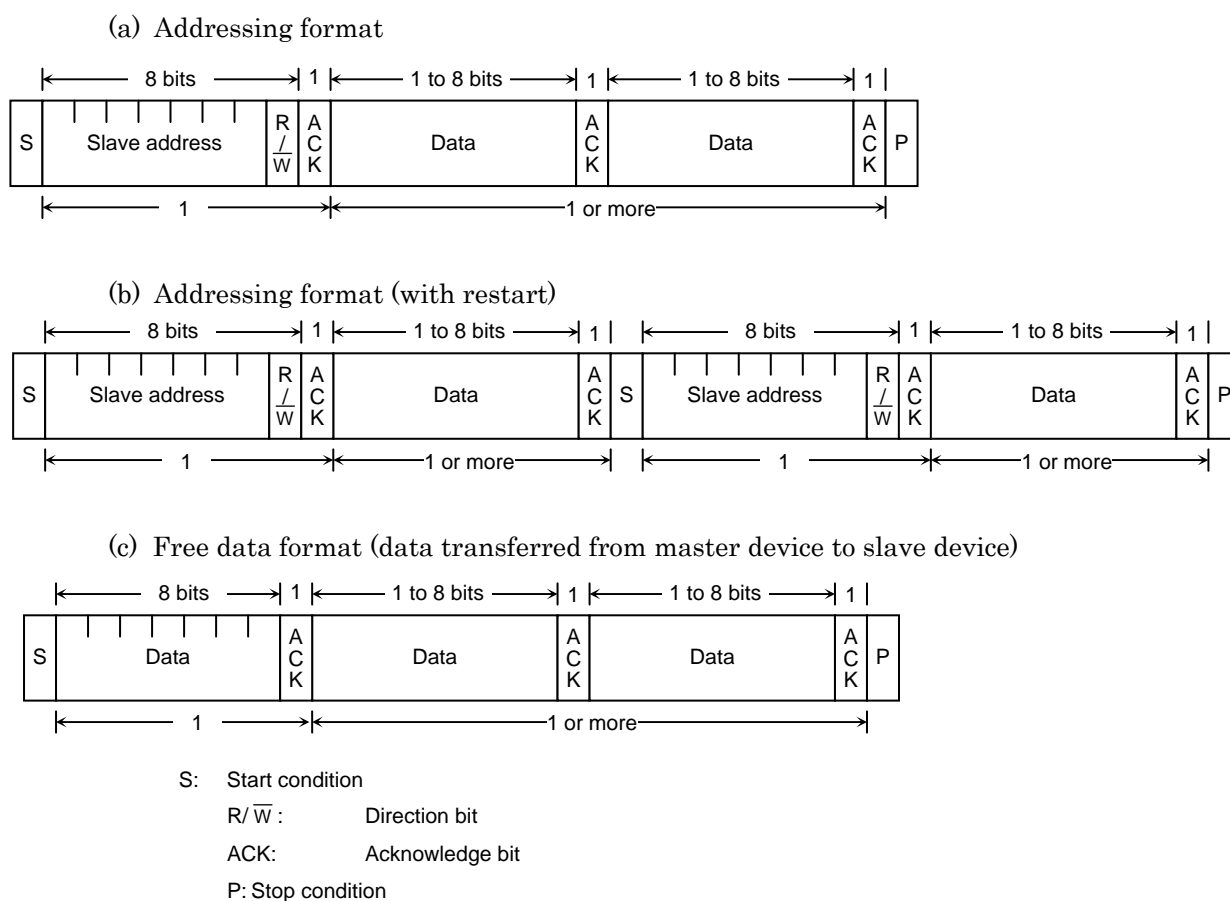 (a) Addressing format
8 bits 1 1 to 8 bits 1 1 to 8 bits 1
S Slave address R/W̅ ACK Data ACK Data ACK P
1 1 or more
(b) Addressing format (with restart)
8 bits 1 1 to 8 bits 1 8 bits 1 1 to 8 bits 1
S Slave address R/W̅ ACK Data ACK S Slave address R/W̅ ACK Data ACK P
1 1 or more 1 1 or more
(c) Free data format (data transferred from master device to slave device)
8 bits 1 1 to 8 bits 1 1 to 8 bits 1
S Data ACK Data ACK Data ACK P
1 1 or more
S: Start condition
R/W̅ : Direction bit
ACK: Acknowledge bit
P: Stop condition